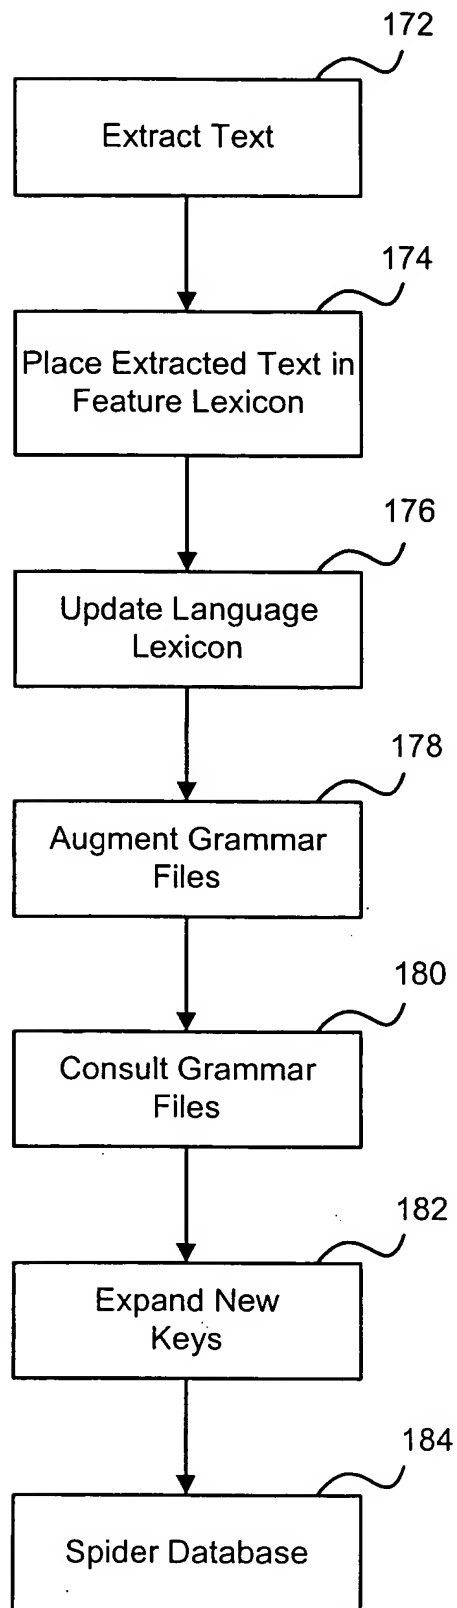 172
Extract Text
174
Place Extracted Text in
Feature Lexicon
176
Update Language
Lexicon
178
Augment Grammar
Files
180
Consult Grammar
Files
182
Expand New
Keys
184
Spider Database